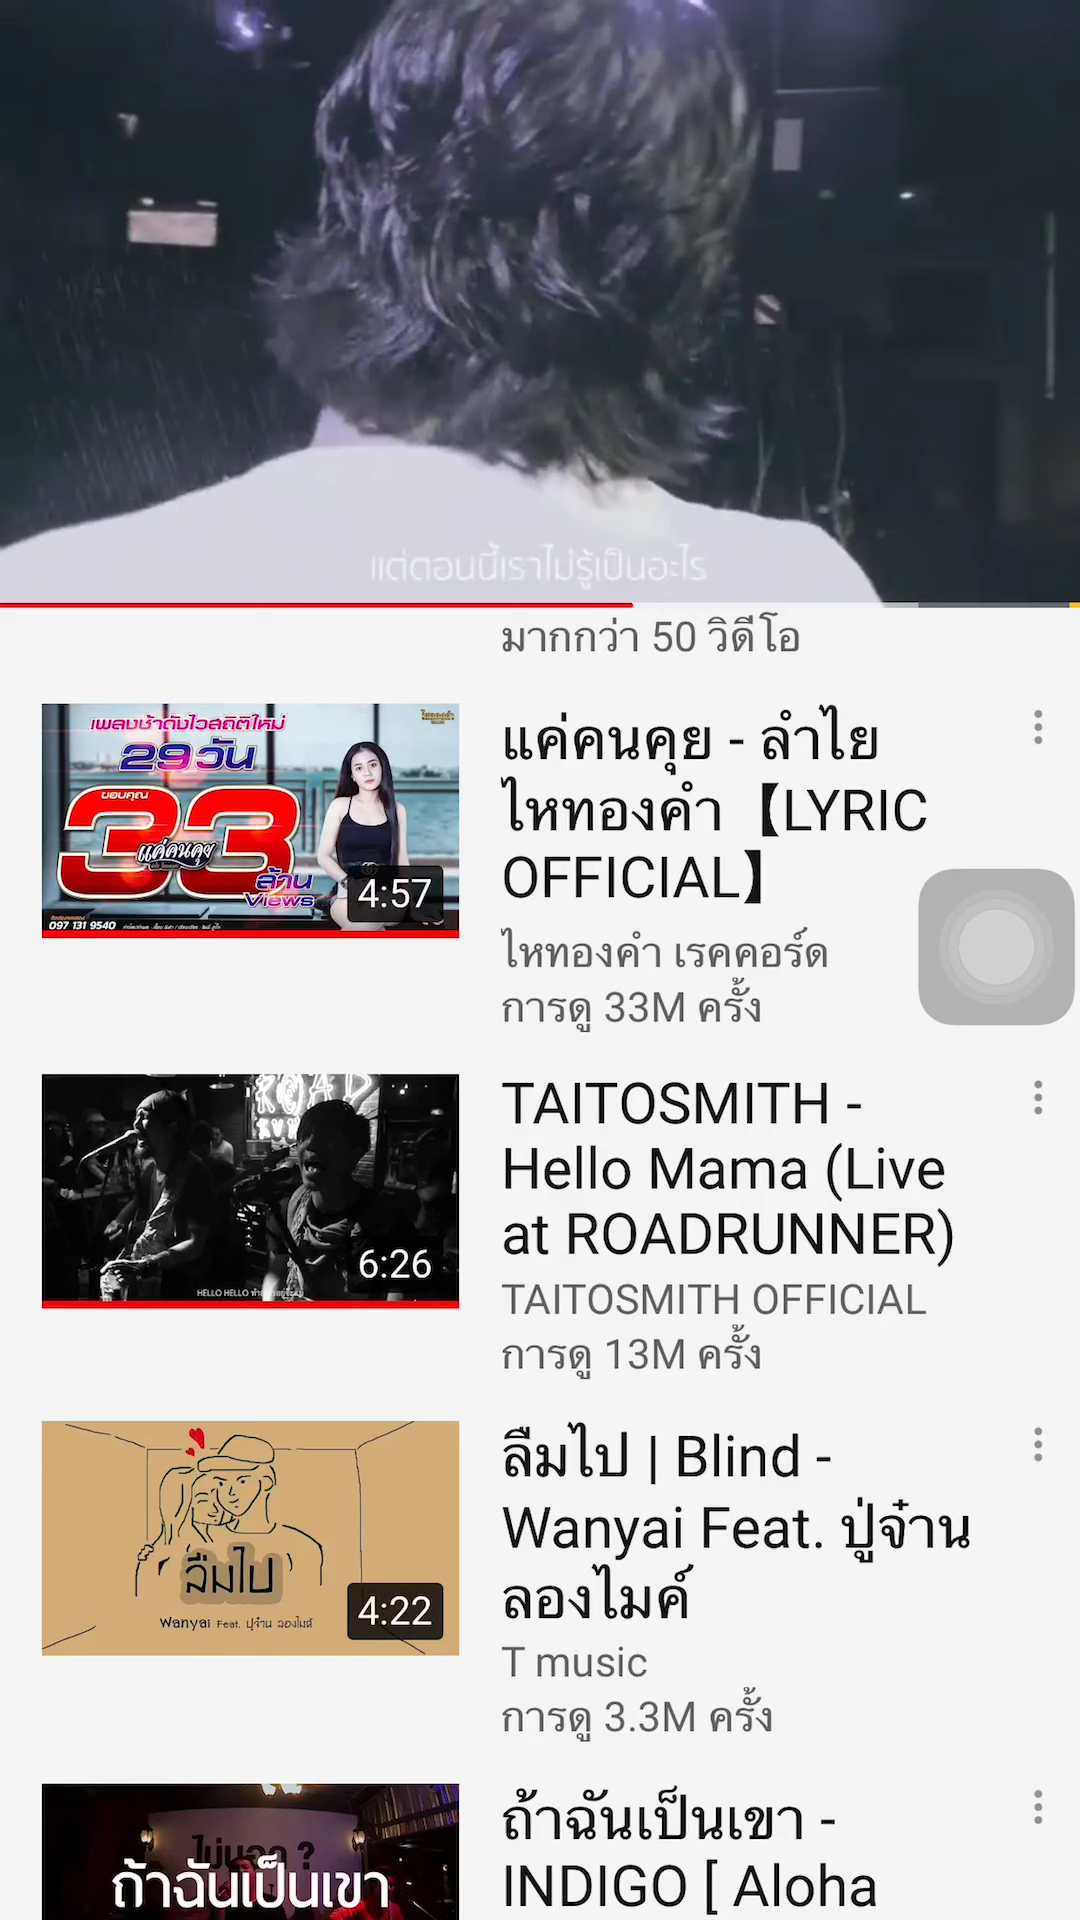 แต่ตอนนี้เราไม่รู้เป็นอะไร
มากกว่า 50 วิดีโอ
เพลงช้าดังไวสถิติใหม่
29 วัน
ขอบคุณ
33
แค่คนคุย
ล้าน
Views
097 131 9540
4:57
แค่คนคุย - ลำไย
ไหทองคำ【LYRIC
OFFICIAL】
ไหทองคำ เรคคอร์ด
การดู 33M ครั้ง
ROAD
6:26
HELLO HELLO
TAITOSMITH -
Hello Mama (Live
at ROADRUNNER)
TAITOSMITH OFFICIAL
การดู 13M ครั้ง
ลืมไป
Wanyai Feat. ปู่จ๋าน ลองไมค์
4:22
ลืมไป | Blind -
Wanyai Feat. ปู่จ๋าน
ลองไมค์
T music
การดู 3.3M ครั้ง
ถ้าฉันเป็นเขา
ถ้าฉันเป็นเขา -
INDIGO [ Aloha